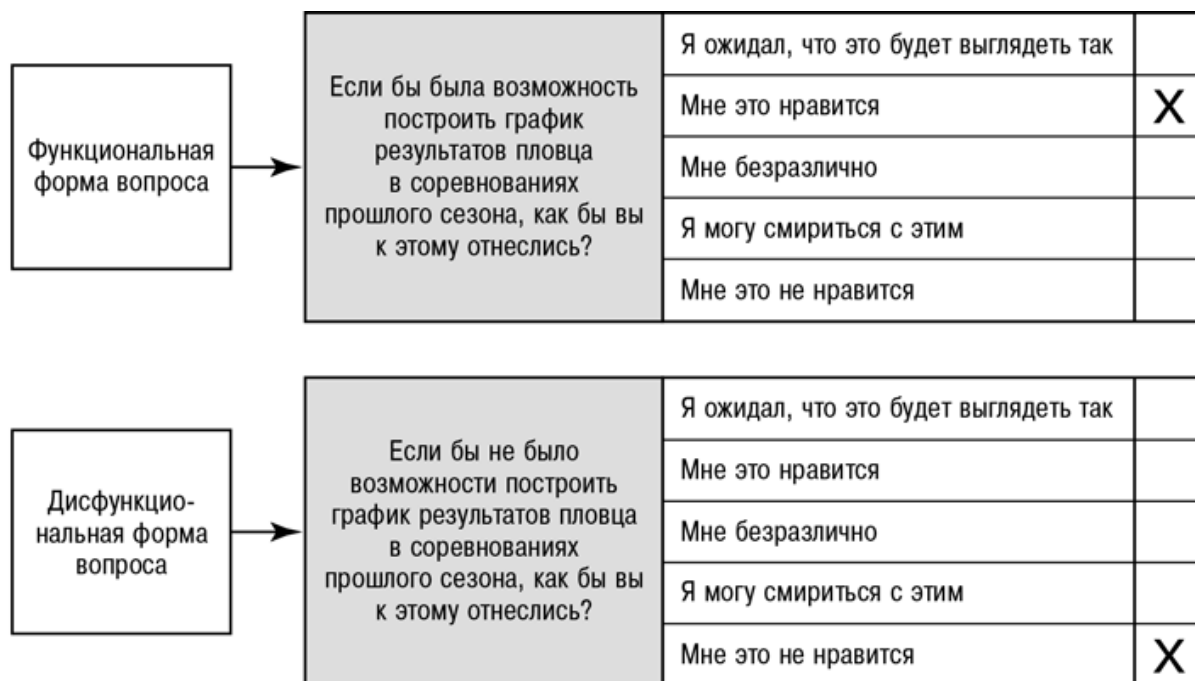 Функциональная
форма вопроса
Если бы была возможность
построить график
результатов пловца
в соревнованиях
прошлого сезона, как бы вы
к этому отнеслись?
Я ожидал, что это будет выглядеть так
Мне это нравится
X
Мне безразлично
Я могу смириться с этим
Мне это не нравится
Дисфункцио-
нальная форма
вопроса
Если бы не было
возможности построить
график результатов пловца
в соревнованиях
прошлого сезона, как бы вы
к этому отнеслись?
Я ожидал, что это будет выглядеть так
Мне это нравится
Мне безразлично
Я могу смириться с этим
Мне это не нравится
X